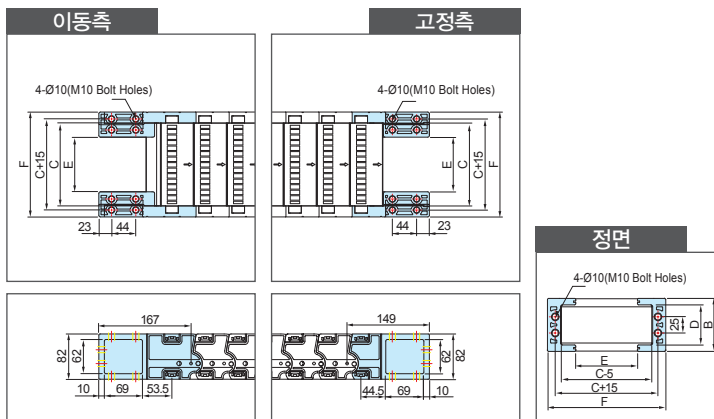 이동측
고정측
4-Ø10(M10 Bolt Holes)
4-Ø10(M10 Bolt Holes)
F
C+15
C
E
E
C
C+15
F
23
44
44
23
정면
4-Ø10(M10 Bolt Holes)
25
D
B
E
C-5
C+15
F
167
149
82
62
62
82
10
69
53.5
44.5
69
10